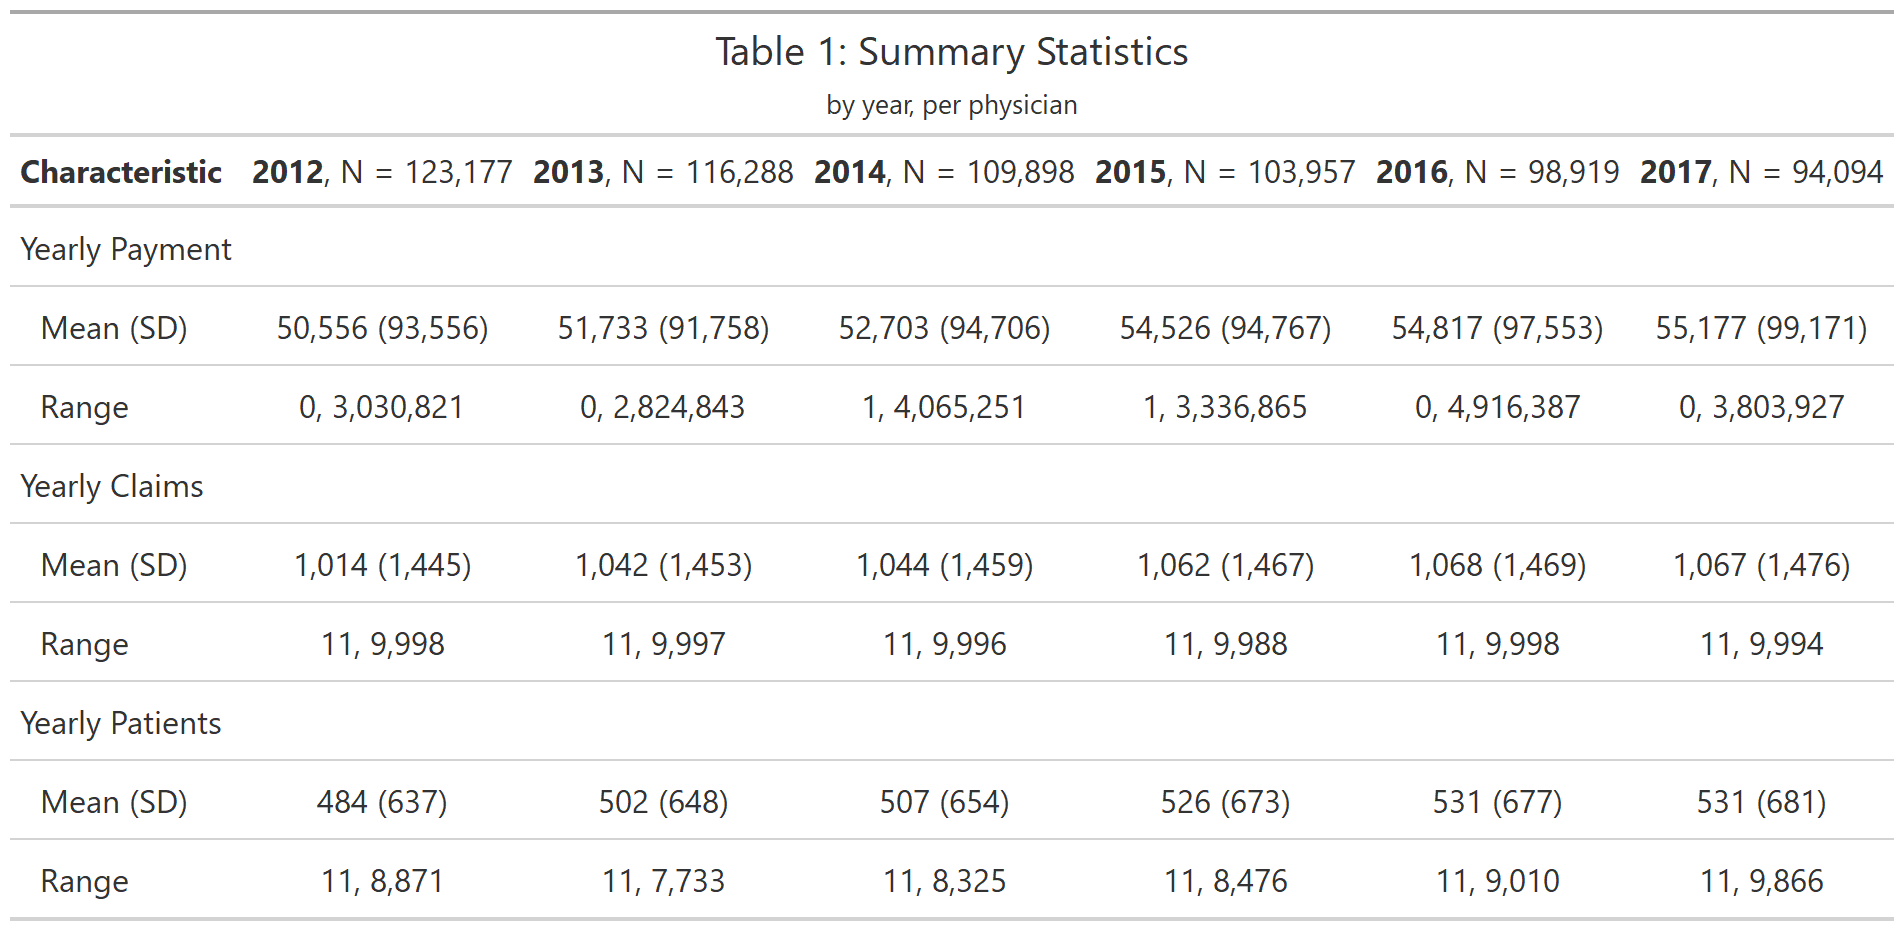 Table 1: Summary Statistics
by year, per physician
Characteristic 2012, N = 123,177 2013, N = 116,288 2014, N = 109,898 2015, N = 103,957 2016, N = 98,919 2017, N = 94,094
Yearly Payment
Mean (SD) 50,556 (93,556) 51,733 (91,758) 52,703 (94,706) 54,526 (94,767) 54,817 (97,553) 55,177 (99,171)
Range 0, 3,030,821 0, 2,824,843 1, 4,065,251 1, 3,336,865 0, 4,916,387 0, 3,803,927
Yearly Claims
Mean (SD) 1,014 (1,445) 1,042 (1,453) 1,044 (1,459) 1,062 (1,467) 1,068 (1,469) 1,067 (1,476)
Range 11, 9,998 11, 9,997 11, 9,996 11, 9,988 11, 9,998 11, 9,994
Yearly Patients
Mean (SD) 484 (637) 502 (648) 507 (654) 526 (673) 531 (677) 531 (681)
Range 11, 8,871 11, 7,733 11, 8,325 11, 8,476 11, 9,010 11, 9,866